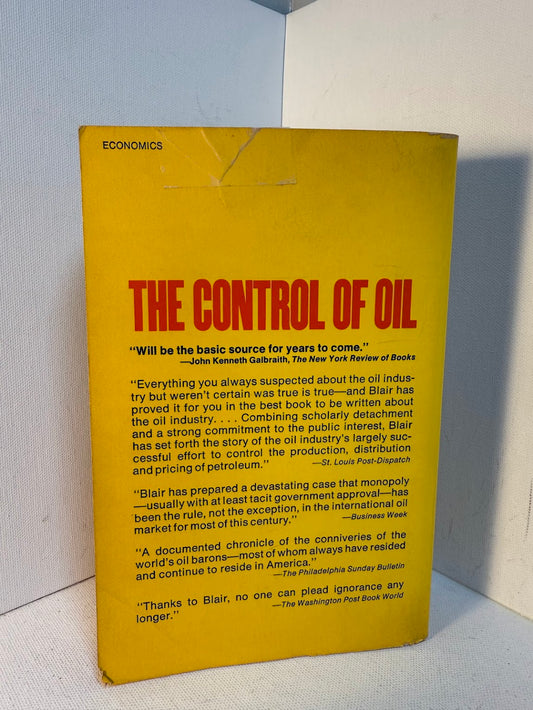 ECONOMICS
THE CONTROL OF OIL
"Will be the basic source for years to come."
—John Kenneth Galbraith, The New York Review of Books
"Everything you always suspected about the oil indus-
try but weren't certain was true is true—and Blair has
proved it for you in the best book to be written about
the oil industry. . . . Combining scholarly detachment
and a strong commitment to the public interest, Blair
has set forth the story of the oil industry's largely suc-
cessful effort to control the production, distribution
and pricing of petroleum." —St. Louis Post-Dispatch
"Blair has prepared a devastating case that monopoly
—usually with at least tacit government approval—has
been the rule, not the exception, in the international oil
market for most of this century." —Business Week
"A documented chronicle of the conniveries of the
world's oil barons—most of whom always have resided
and continue to reside in America."
—The Philadelphia Sunday Bulletin
"Thanks to Blair, no one can plead ignorance any
longer." —The Washington Post Book World